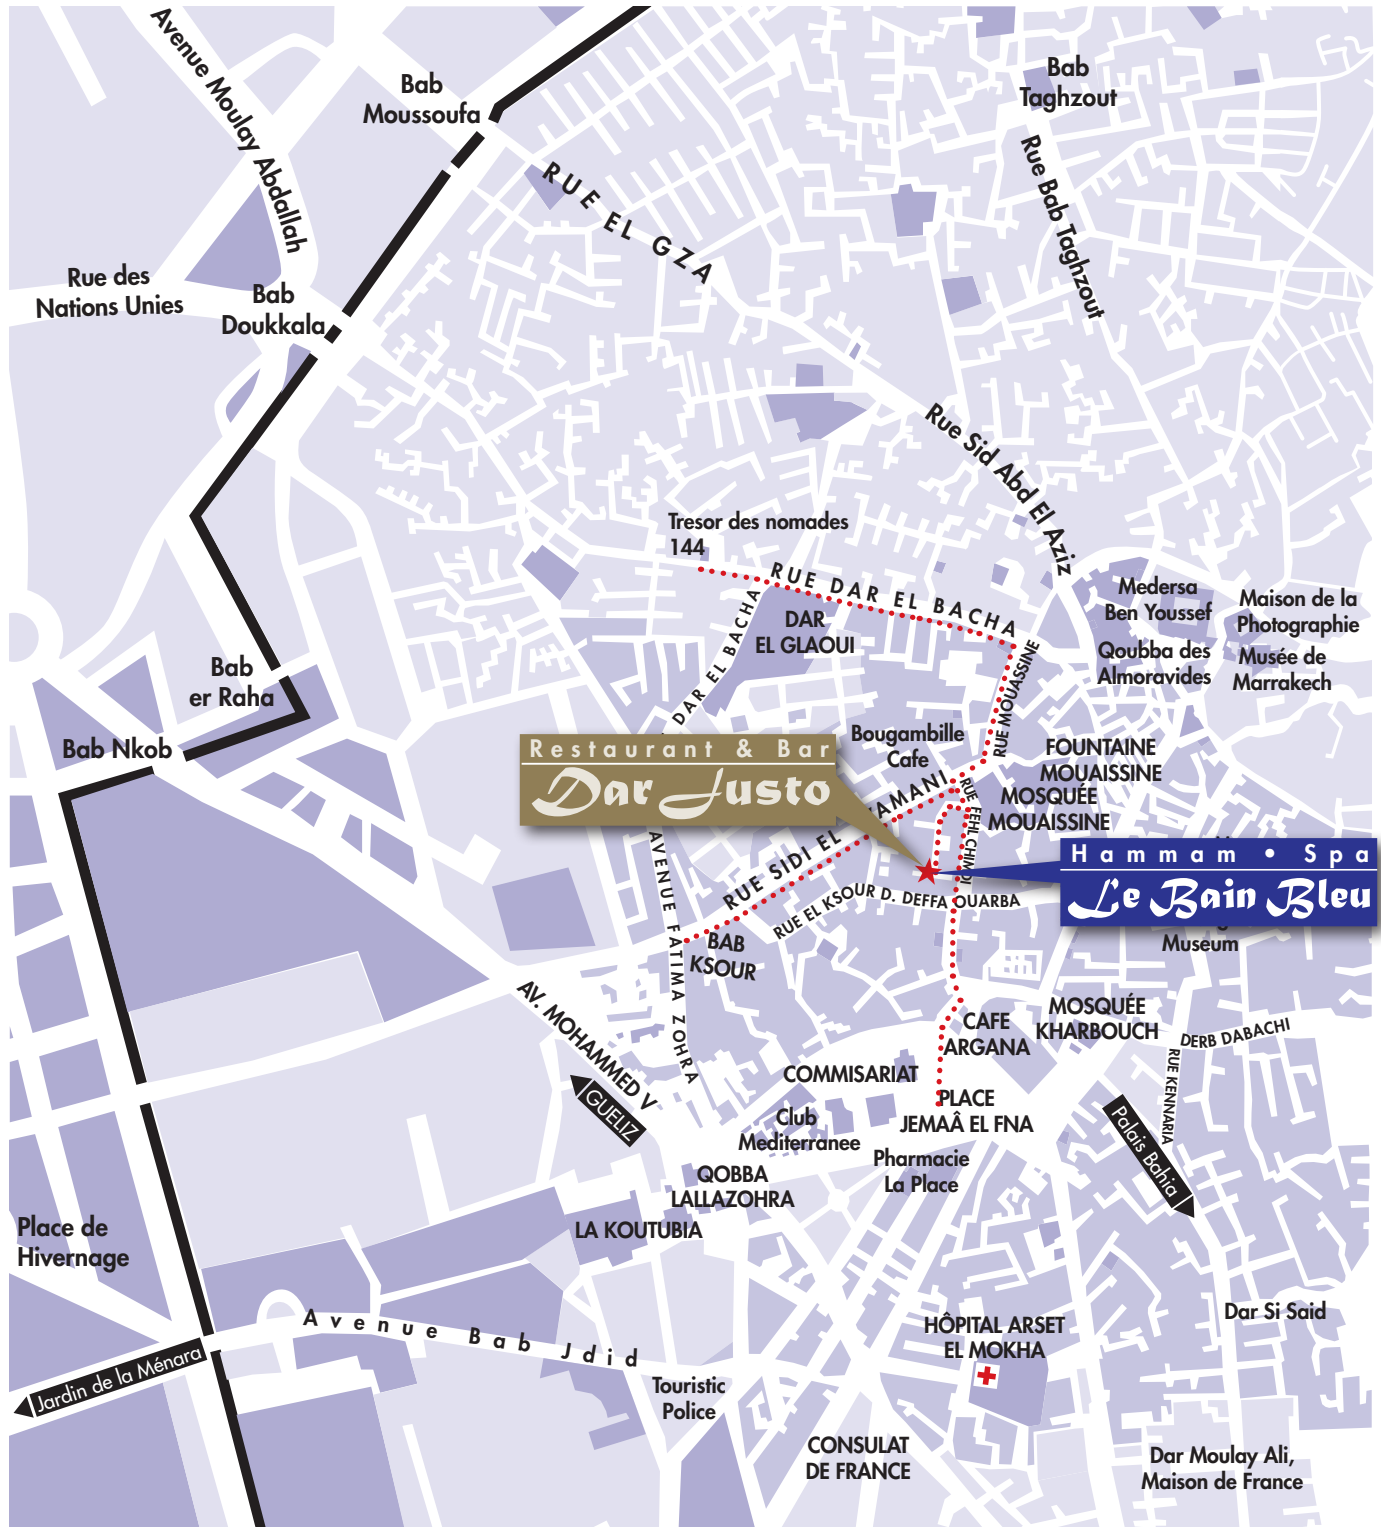 Avenue Moulay Abdallah
Bab
Moussoufa
Bab
Taghzout
RUE EL GZA
Rue Bab Taghzout
Rue des
Nations Unies
Bab
Doukkala
Rue Sid Abd El Aziz
Tresor des nomades
144
RUE DAR EL BACHA
DAR EL BACHA
DAR
EL GLAOUI
Medersa
Ben Youssef
Maison de la
Photographie
Qoubba des
Almoravides
Musée de
Marrakech
RUE MOUASSINE
Bab
er Raha
Bab Nkob
Bougambille
Cafe
FOUNTAINE
MOUAISSINE
MOSQUÉE
MOUAISSINE
Restaurant & Bar
Dar Justo
RUE SIDI EL YAMANI
RUE FEHL CHIMDI
Hammam • Spa
Le Bain Bleu
Museum
AVENUE FATIMA ZOHRA
RUE EL KSOUR D. DEFFA OUARBA
BAB
KSOUR
AV. MOHAMMED V
GUELIZ
CAFE
ARGANA
MOSQUÉE
KHARBOUCH
DERB DABACHI
RUE KENNARIA
COMMISARIAT
PLACE
JEMAÂ EL FNA
Club
Mediterranee
Pharmacie
La Place
Palais Bahia
QOBBA
LALLAZOHRA
LA KOUTUBIA
Place de
Hivernage
Avenue Bab Jdid
Jardin de la Ménara
HÔPITAL ARSET
EL MOKHA
Dar Si Said
Touristic
Police
CONSULAT
DE FRANCE
Dar Moulay Ali,
Maison de France